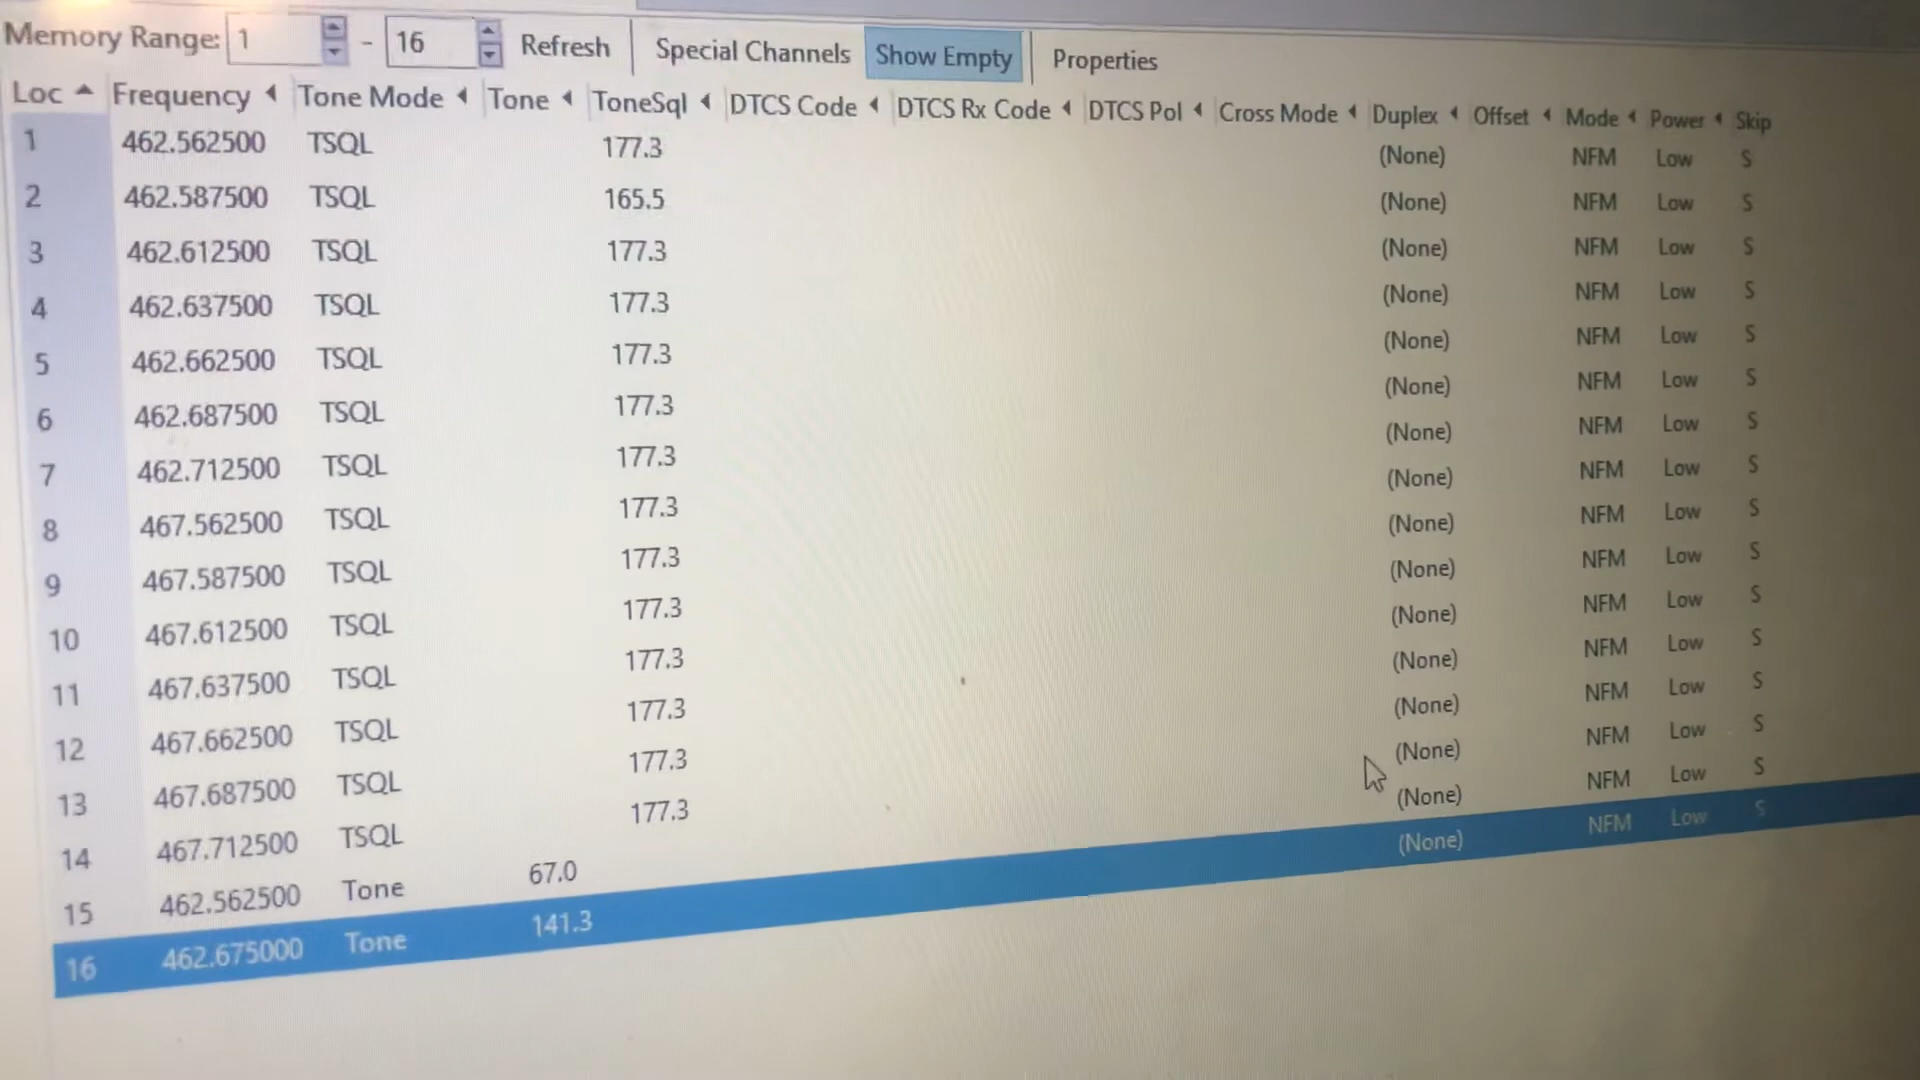 Memory Range: 1 - 16 Refresh Special Channels Show Empty Properties
Loc Frequency Tone Mode Tone ToneSql DTCS Code DTCS Rx Code DTCS Pol Cross Mode Duplex Offset Mode Power Skip
1 462.562500 TSQL 177.3 (None) NFM Low S
2 462.587500 TSQL 165.5 (None) NFM Low S
3 462.612500 TSQL 177.3 (None) NFM Low S
4 462.637500 TSQL 177.3 (None) NFM Low S
5 462.662500 TSQL 177.3 (None) NFM Low S
6 462.687500 TSQL 177.3 (None) NFM Low S
7 462.712500 TSQL 177.3 (None) NFM Low S
8 467.562500 TSQL 177.3 (None) NFM Low S
9 467.587500 TSQL 177.3 (None) NFM Low S
10 467.612500 TSQL 177.3 (None) NFM Low S
11 467.637500 TSQL 177.3 (None) NFM Low S
12 467.662500 TSQL 177.3 (None) NFM Low S
13 467.687500 TSQL 177.3 (None) NFM Low S
14 467.712500 TSQL 177.3 (None) NFM Low S
15 462.562500 Tone 67.0 (None) NFM Low S
16 462.675000 Tone 141.3 (None) NFM Low S